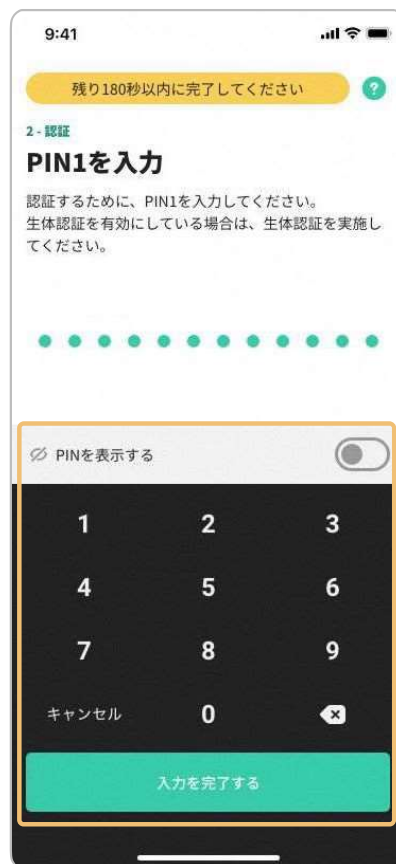 9:41
残り180秒以内に完了してください
?
2 - 認証
PIN1を入力
認証するために、PIN1を入力してください。
生体認証を有効にしている場合は、生体認証を実施し
てください。
PINを表示する
1 2 3
4 5 6
7 8 9
キャンセル 0
入力を完了する